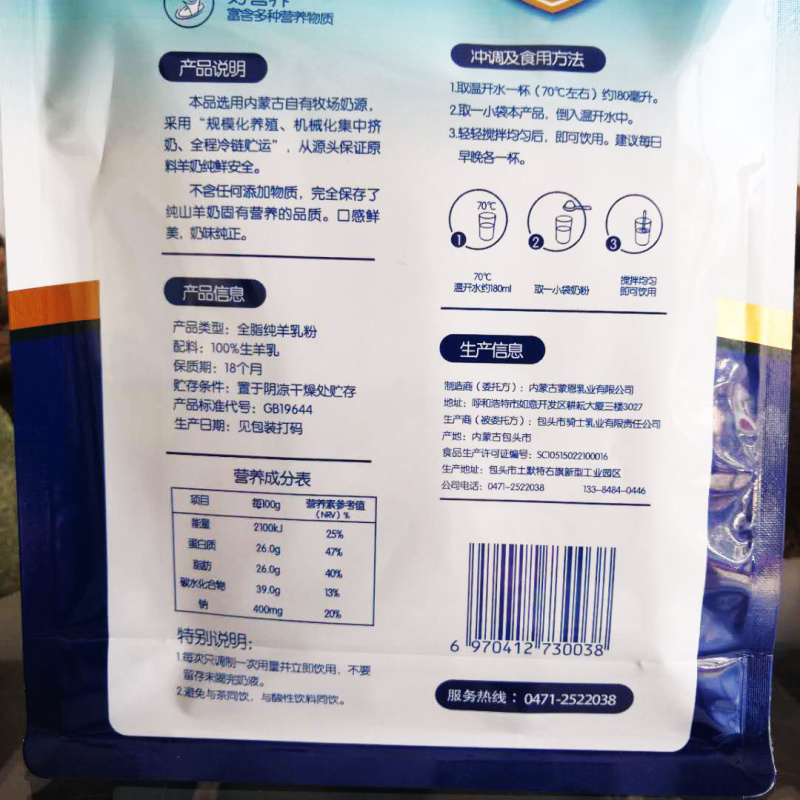 富含多种营养物质
产品说明
本品选用内蒙古自有牧场奶源，
采用“规模化养殖、机械化集中挤
奶、全程冷链贮运”，从源头保证原
料羊奶纯鲜安全。
不含任何添加物质，完全保存了
纯山羊奶固有营养的品质。口感鲜
美，奶味纯正。
产品信息
产品类型：全脂纯羊乳粉
配料：100%生羊乳
保质期：18个月
贮存条件：置于阴凉干燥处贮存
产品标准代号：GB19644
生产日期：见包装打码
营养成分表
项目 每100g 营养素参考值(NRV)%
能量 2100kJ 25%
蛋白质 26.0g 47%
脂肪 26.0g 40%
碳水化合物 39.0g 13%
钠 400mg 20%
特别说明：
1.每次只调制一次用量并立即饮用，不要
留存未喝完奶液。
2.避免与茶同饮，与酸性饮料同饮。
冲调及食用方法
1.取温开水一杯（70℃左右）约180毫升。
2.取一小袋本产品，倒入温开水中。
3.轻轻搅拌均匀后，即可饮用。建议每日
早晚各一杯。
70℃
1 2 3
70℃
温开水约180ml
取一小袋奶粉
搅拌均匀
即可饮用
生产信息
制造商（委托方）：内蒙古蒙恩乳业有限公司
地址：呼和浩特市如意开发区耕耘大厦三楼3027
生产商（被委托方）：包头市骑士乳业有限责任公司
产地：内蒙古包头市
食品生产许可证编号：SC10515022100016
生产地址：包头市土默特右旗新型工业园区
公司电话：0471-2522038 133-8484-0446
6 970412 730038
服务热线：0471-2522038